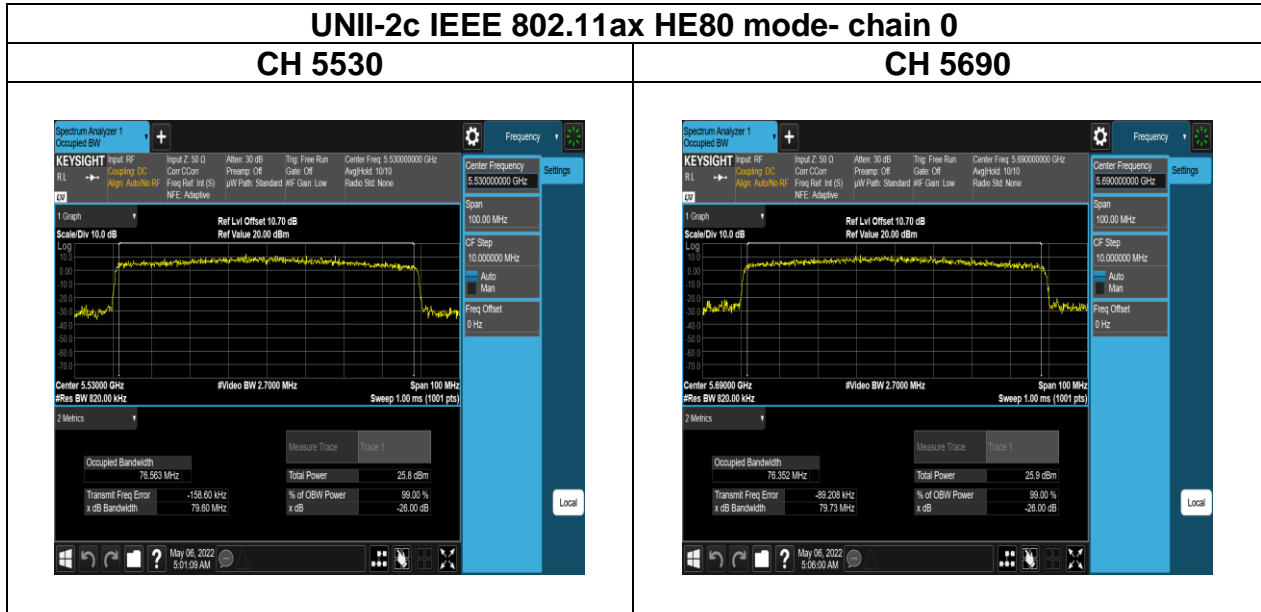 UNII-2c IEEE 802.11ax HE80 mode- chain 0
CH 5530
CH 5690
Spectrum Analyzer 1
Occupied BW
+
Frequency
KEYSIGHT
Input: RF
Input Z: 50 Ω
Atten: 30 dB
Trig: Free Run
Center Freq: 5.530000000 GHz
RL
Coupling: DC
Corr CCorr
Preamp: Off
Gate: Off
Avg|Hold: 10/10
Align: Auto/No RF
Freq Ref: Int (S)
µW Path: Standard
#IF Gain: Low
Radio Std: None
NFE: Adaptive
LXI
Center Frequency
5.530000000 GHz
Settings
Span
100.00 MHz
CF Step
10.000000 MHz
Auto
Man
Freq Offset
0 Hz
Local
1 Graph
Ref Lvl Offset 10.70 dB
Scale/Div 10.0 dB
Ref Value 20.00 dBm
Log
10.0
0.00
-10.0
-20.0
-30.0
-40.0
-50.0
-60.0
-70.0
Center 5.53000 GHz
#Video BW 2.7000 MHz
Span 100 MHz
#Res BW 820.00 kHz
Sweep 1.00 ms (1001 pts)
2 Metrics
Measure Trace
Trace 1
Occupied Bandwidth
76.563 MHz
Total Power
25.8 dBm
Transmit Freq Error
-158.60 kHz
% of OBW Power
99.00 %
x dB Bandwidth
79.60 MHz
x dB
-26.00 dB
?
May 06, 2022
5:01:09 AM
Spectrum Analyzer 1
Occupied BW
+
Frequency
KEYSIGHT
Input: RF
Input Z: 50 Ω
Atten: 30 dB
Trig: Free Run
Center Freq: 5.690000000 GHz
RL
Coupling: DC
Corr CCorr
Preamp: Off
Gate: Off
Avg|Hold: 10/10
Align: Auto/No RF
Freq Ref: Int (S)
µW Path: Standard
#IF Gain: Low
Radio Std: None
NFE: Adaptive
LXI
Center Frequency
5.690000000 GHz
Settings
Span
100.00 MHz
CF Step
10.000000 MHz
Auto
Man
Freq Offset
0 Hz
Local
1 Graph
Ref Lvl Offset 10.70 dB
Scale/Div 10.0 dB
Ref Value 20.00 dBm
Log
10.0
0.00
-10.0
-20.0
-30.0
-40.0
-50.0
-60.0
-70.0
Center 5.69000 GHz
#Video BW 2.7000 MHz
Span 100 MHz
#Res BW 820.00 kHz
Sweep 1.00 ms (1001 pts)
2 Metrics
Measure Trace
Trace 1
Occupied Bandwidth
76.352 MHz
Total Power
25.9 dBm
Transmit Freq Error
-89.208 kHz
% of OBW Power
99.00 %
x dB Bandwidth
79.73 MHz
x dB
-26.00 dB
?
May 06, 2022
5:06:00 AM